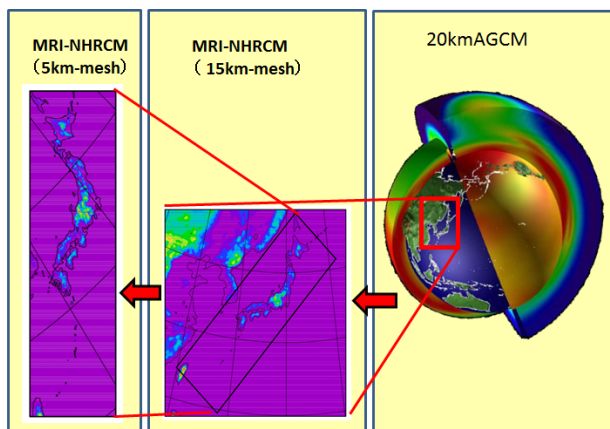 MRI-NHRCM
（5km-mesh）
MRI-NHRCM
（ 15km-mesh）
20kmAGCM